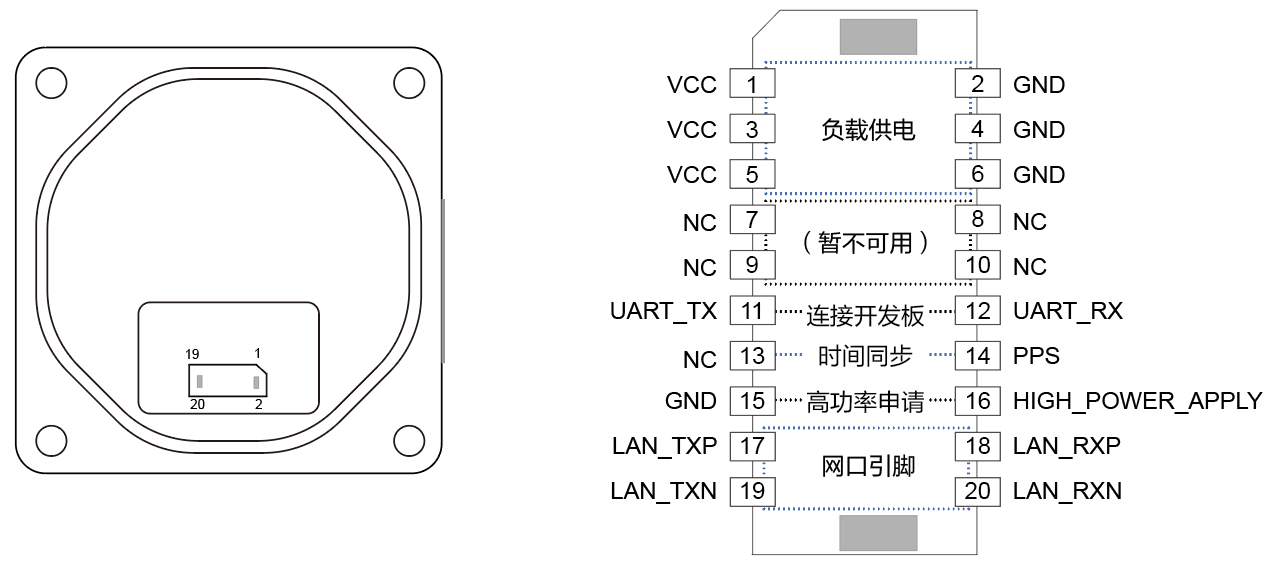 19 1
20 2
VCC 1 2 GND
VCC 3 负载供电 4 GND
VCC 5 6 GND
NC 7 8 NC
（暂不可用）
NC 9 10 NC
UART_TX 11 连接开发板 12 UART_RX
NC 13 时间同步 14 PPS
GND 15 高功率申请 16 HIGH_POWER_APPLY
LAN_TXP 17 18 LAN_RXP
网口引脚
LAN_TXN 19 20 LAN_RXN